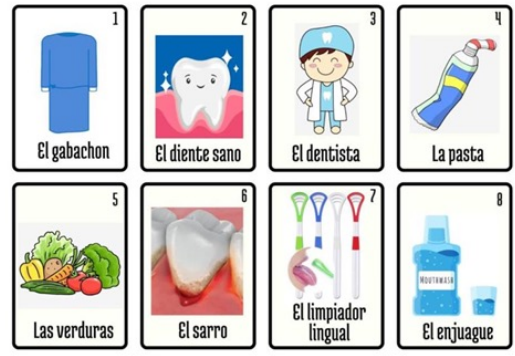 1
El gabachon
2
El diente sano
3
El dentista
4
La pasta
5
Las verduras
6
El sarro
7
El limpiador
lingual
8
MOUTHWASH
El enjuague